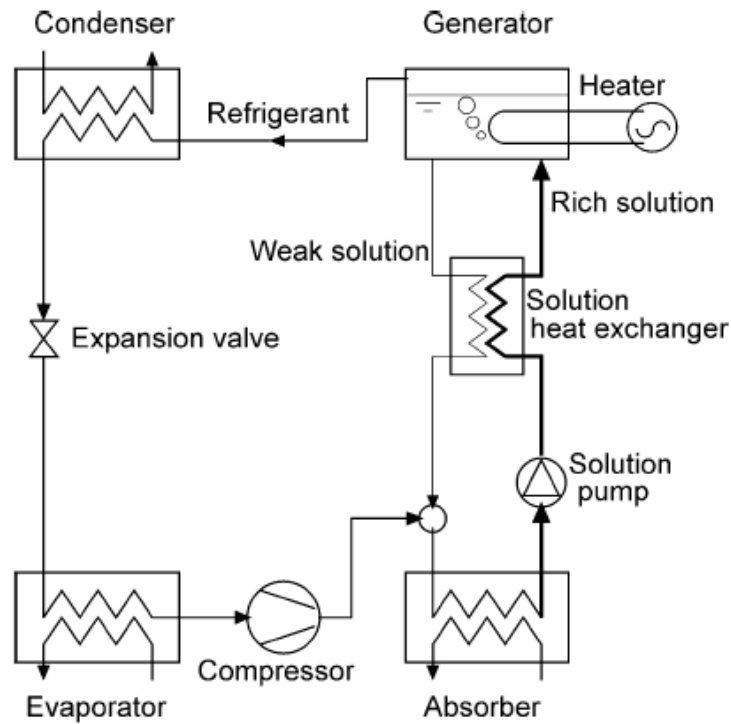 Condenser
Generator
Heater
Refrigerant
Rich solution
Weak solution
Solution
heat exchanger
Expansion valve
Solution
pump
Compressor
Evaporator
Absorber